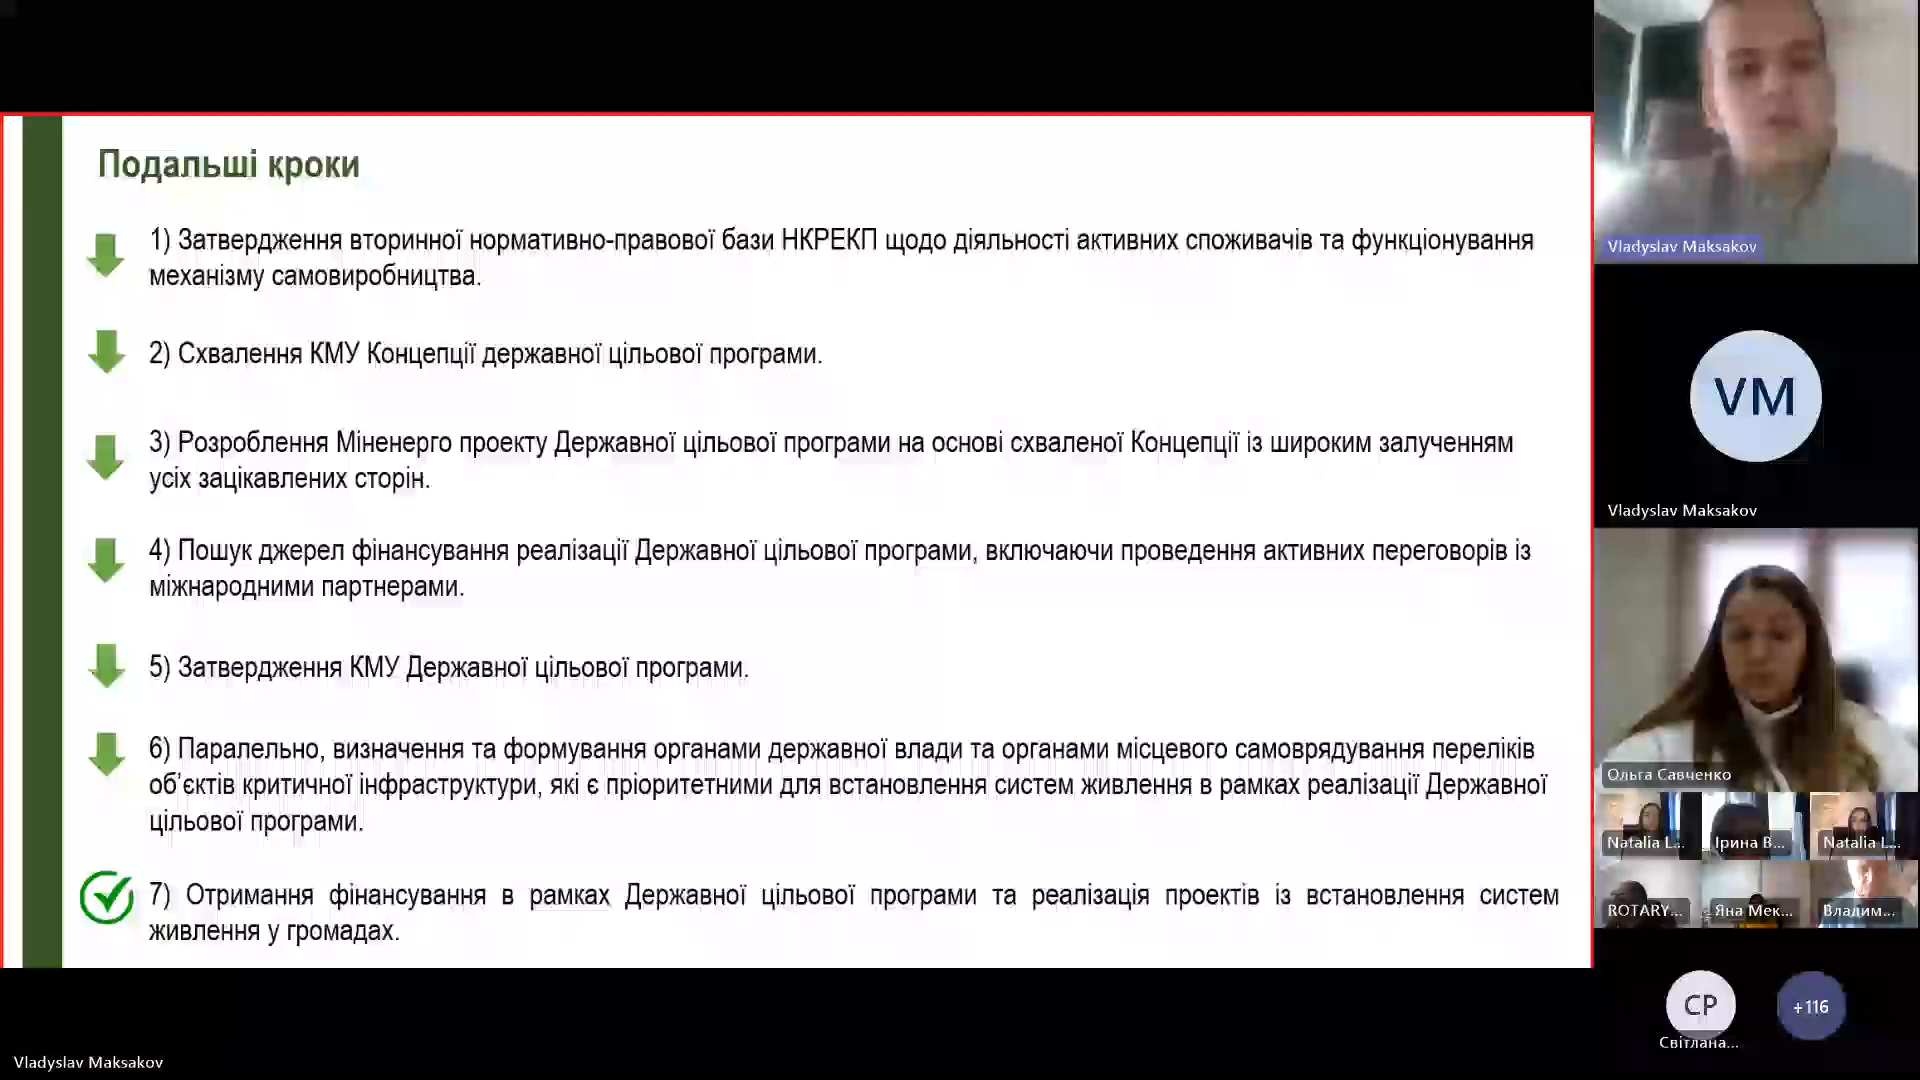 Подальші кроки
1) Затвердження вторинної нормативно-правової бази НКРЕКП щодо діяльності активних споживачів та функціонування
механізму самовиробництва.
2) Схвалення КМУ Концепції державної цільової програми.
3) Розроблення Міненерго проекту Державної цільової програми на основі схваленої Концепції із широким залученням
усіх зацікавлених сторін.
4) Пошук джерел фінансування реалізації Державної цільової програми, включаючи проведення активних переговорів із
міжнародними партнерами.
5) Затвердження КМУ Державної цільової програми.
6) Паралельно, визначення та формування органами державної влади та органами місцевого самоврядування переліків
об’єктів критичної інфраструктури, які є пріоритетними для встановлення систем живлення в рамках реалізації Державної
цільової програми.
7) Отримання фінансування в рамках Державної цільової програми та реалізація проектів із встановлення систем
живлення у громадах.
Vladyslav Maksakov
VM
Vladyslav Maksakov
Ольга Савченко
Natalia L...
Ірина В...
Natalia L...
ROTARY...
Яна Мек...
Владим...
СР
+116
Світлана...
Vladyslav Maksakov